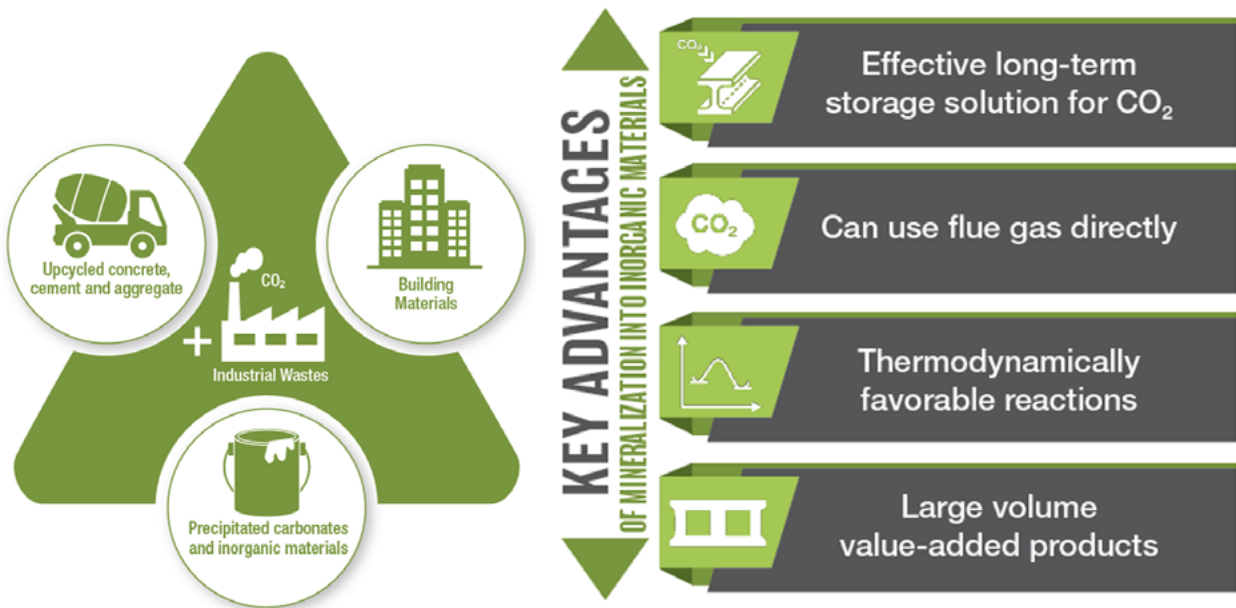 Upcycled concrete,
cement and aggregate
Building
Materials
CO₂
+
Industrial Wastes
Precipitated carbonates
and inorganic materials
KEY ADVANTAGES
OF MINERALIZATION INTO INORGANIC MATERIALS
CO₂
Effective long-term
storage solution for CO₂
CO₂
Can use flue gas directly
Thermodynamically
favorable reactions
Large volume
value-added products